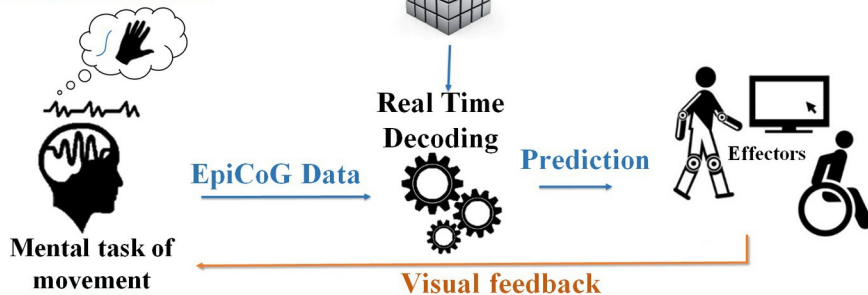 Real Time
Decoding
EpiCoG Data
Prediction
Effectors
Mental task of
movement
Visual feedback